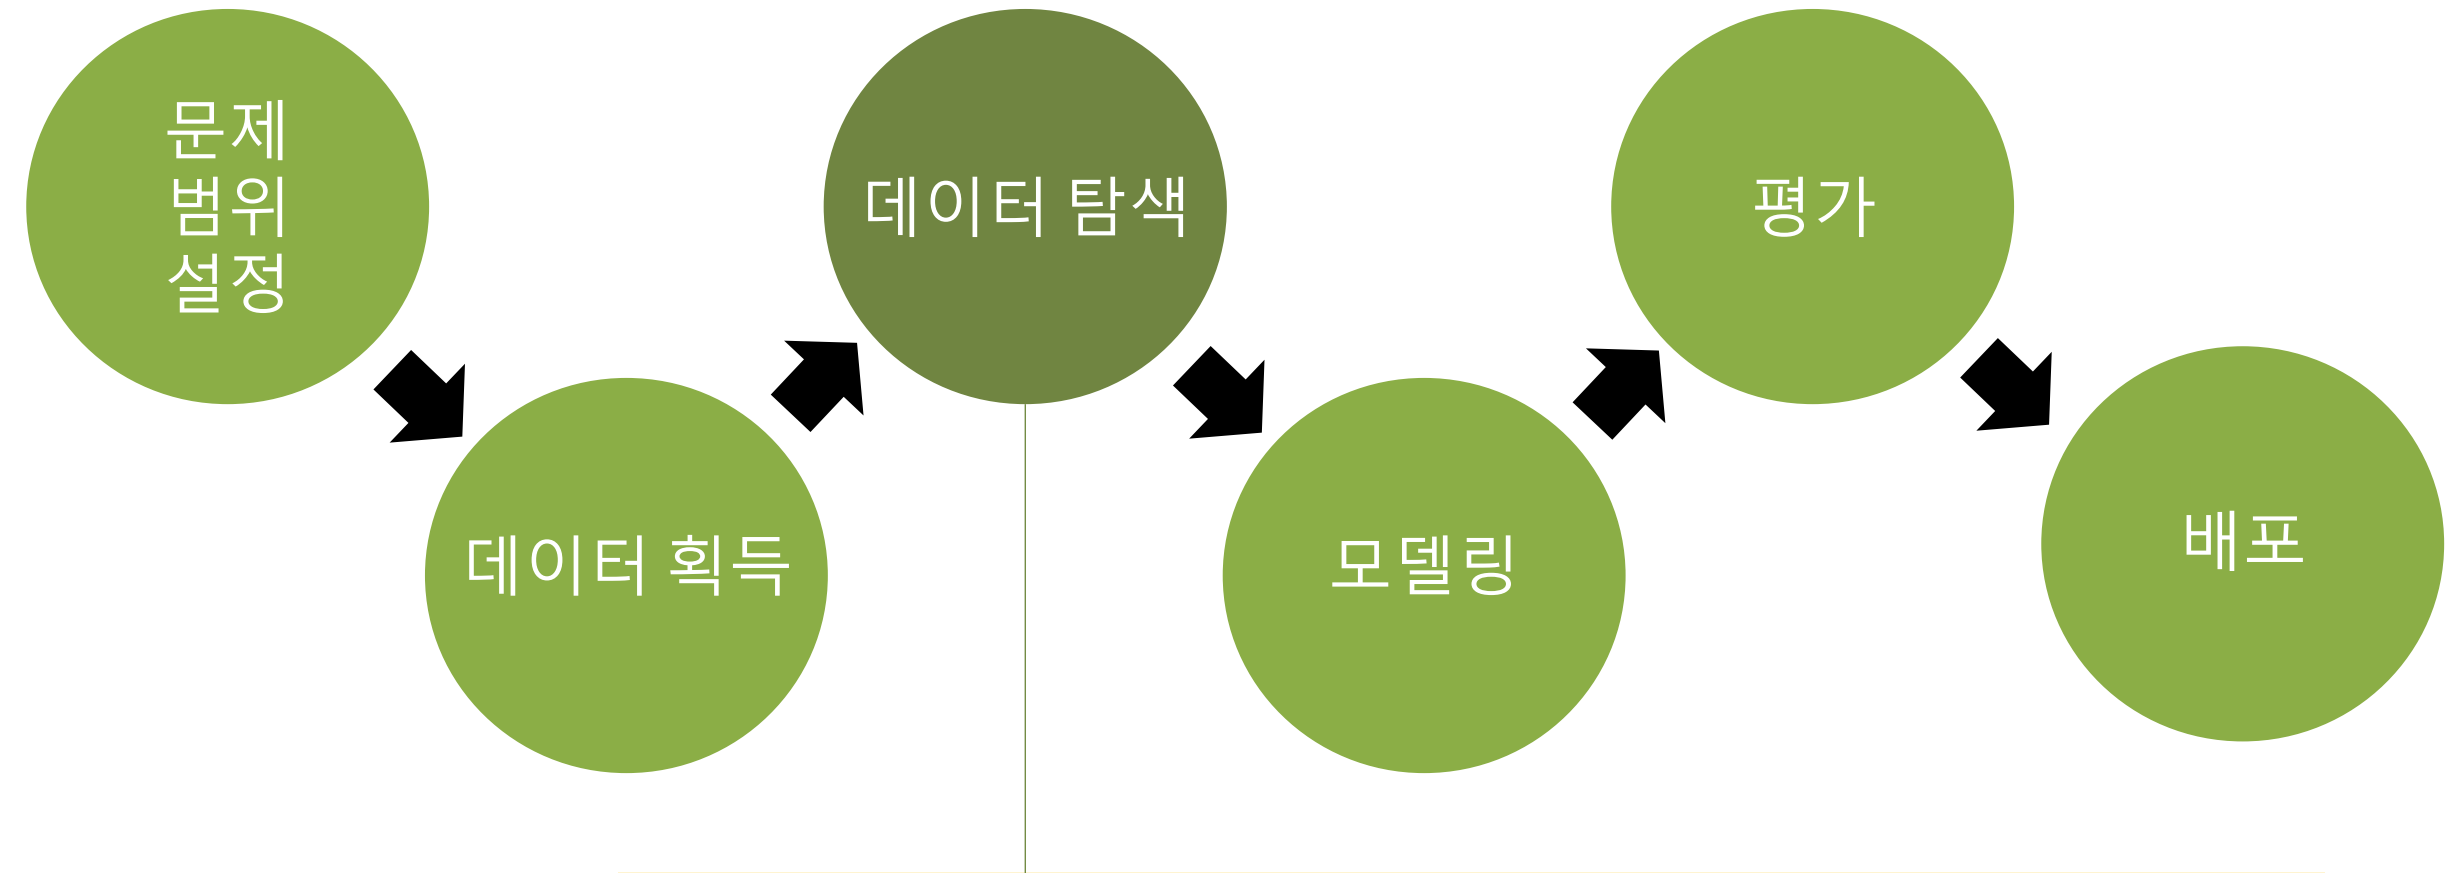 문제
범위
설정
데이터 획득
데이터 탐색
모델링
평가
배포